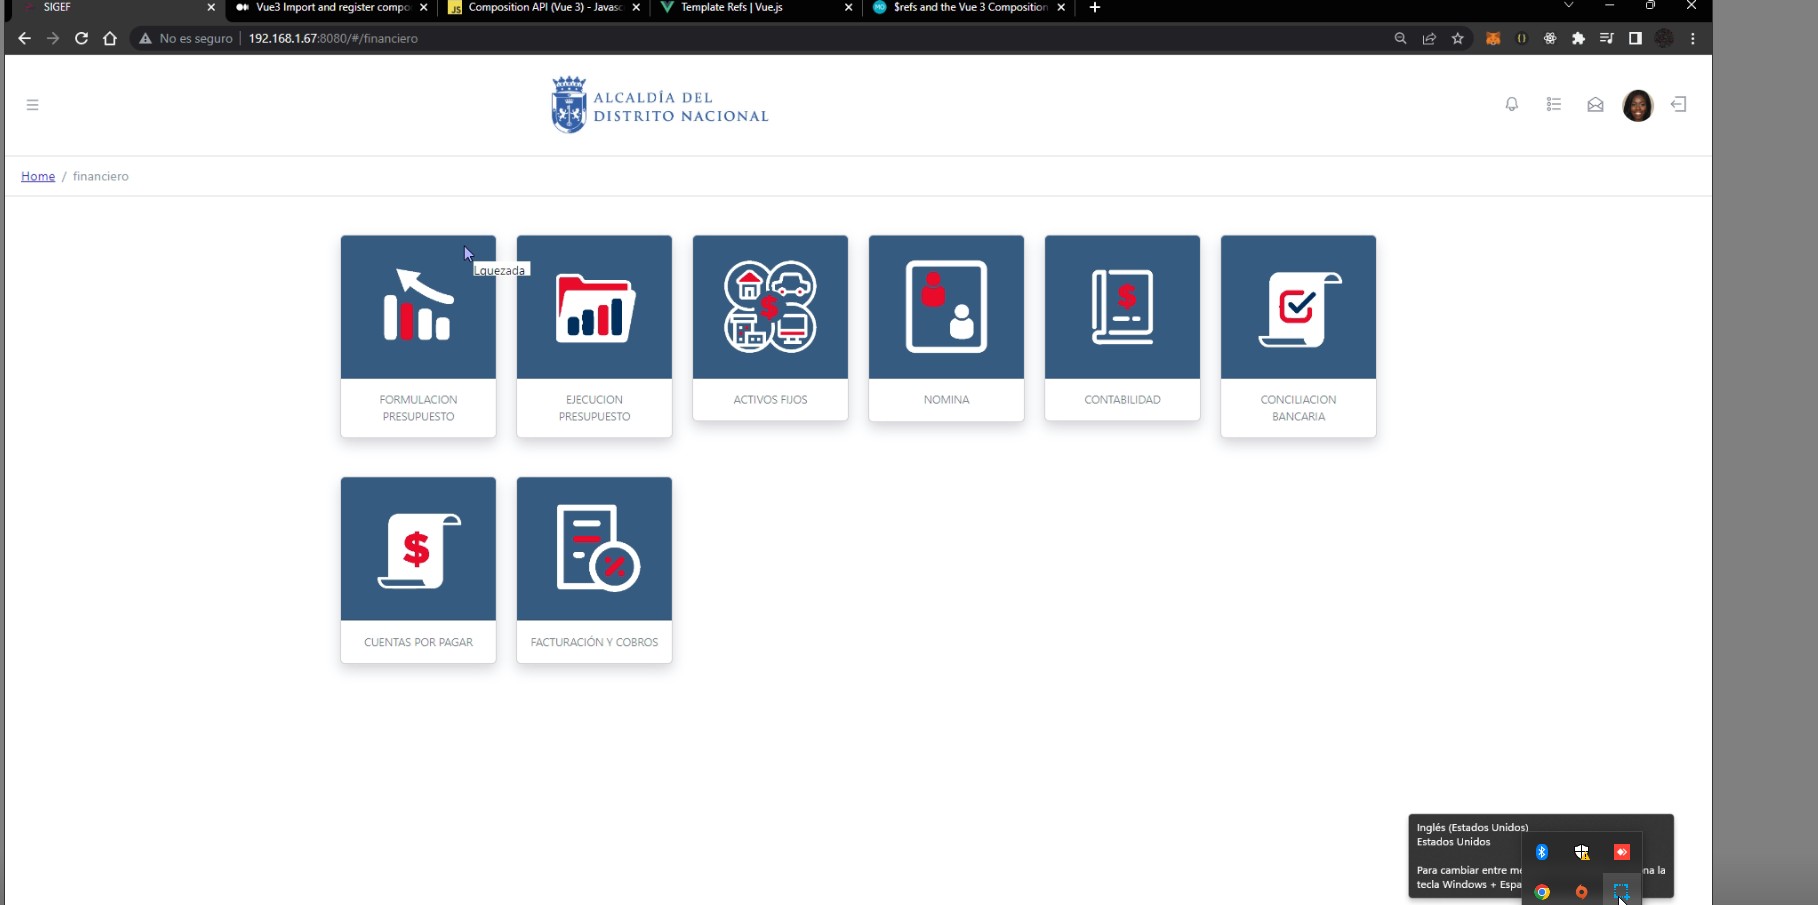 SIGEF
Vue3 Import and register compo
Composition API (Vue 3) - Javasc
Template Refs | Vue.js
$refs and the Vue 3 Composition
No es seguro
192.168.1.67:8080/#/financiero
ALCALDÍA DEL
DISTRITO NACIONAL
Home / financiero
Lquezada
FORMULACION
PRESUPUESTO
EJECUCION
PRESUPUESTO
ACTIVOS FIJOS
NOMINA
CONTABILIDAD
CONCILIACION
BANCARIA
CUENTAS POR PAGAR
FACTURACIÓN Y COBROS
Inglés (Estados Unidos)
Estados Unidos
Para cambiar entre mé
na la
tecla Windows + Espa